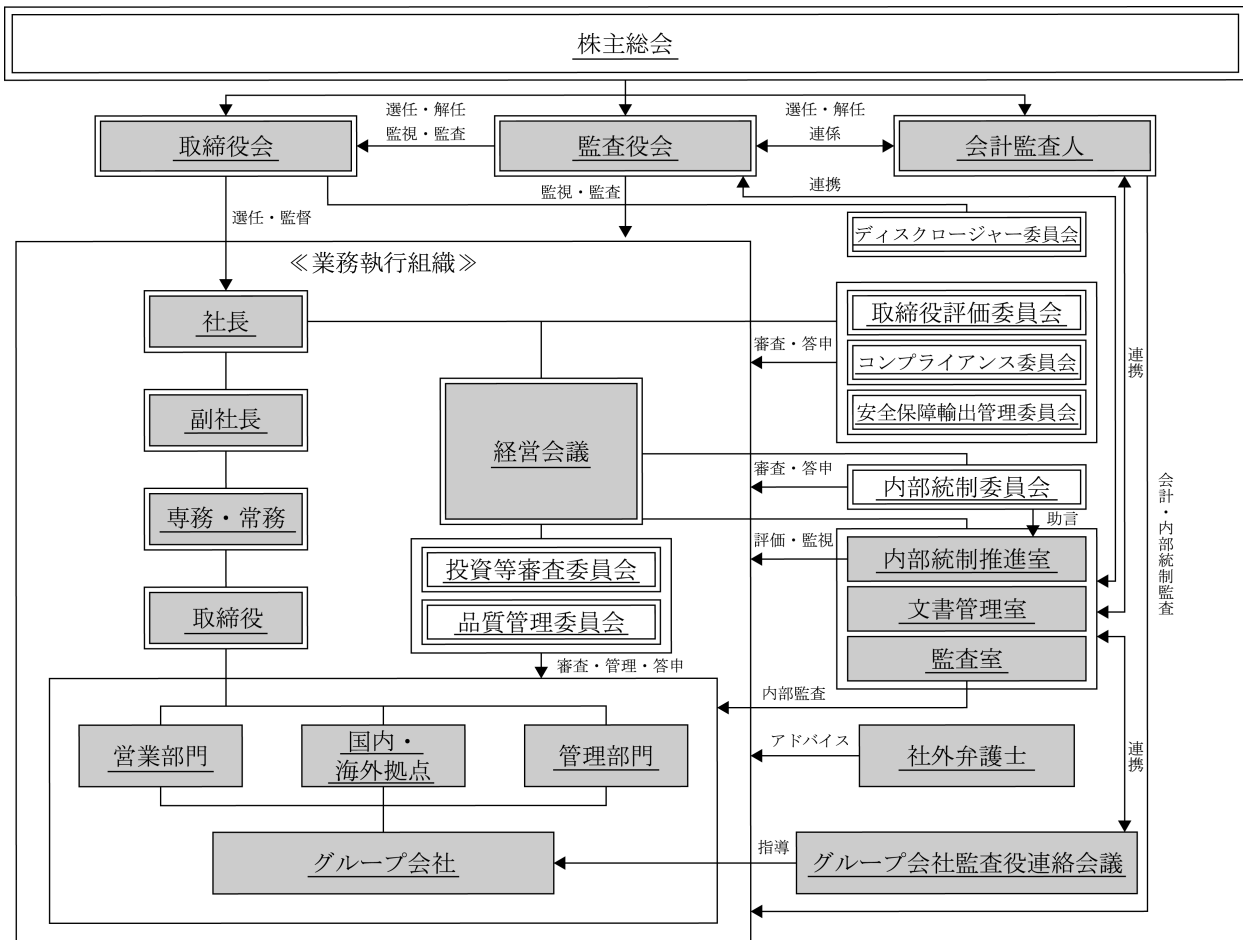 株主総会
選任・解任
選任・解任
取締役会
監視・監査
監査役会
連係
会計監査人
選任・監督
監視・監査
連携
ディスクロージャー委員会
≪業務執行組織≫
社長
取締役評価委員会
審査・答申
コンプライアンス委員会
連携
安全保障輸出管理委員会
副社長
経営会議
審査・答申
内部統制委員会
会計・内部統制監査
専務・常務
助言
評価・監視
内部統制推進室
投資等審査委員会
文書管理室
取締役
品質管理委員会
監査室
審査・管理・答申
内部監査
営業部門
国内・
海外拠点
管理部門
アドバイス
社外弁護士
連携
グループ会社
指導
グループ会社監査役連絡会議